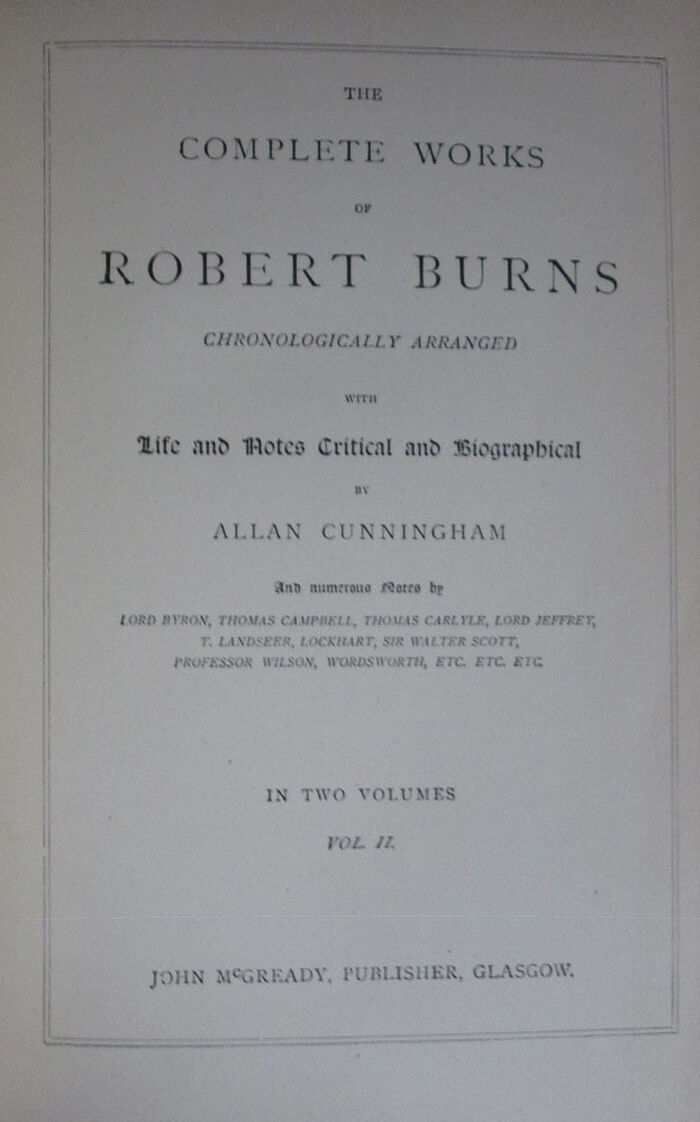 THE
COMPLETE WORKS
OF
ROBERT BURNS
CHRONOLOGICALLY ARRANGED
WITH
Life and Notes Critical and Biographical
BY
ALLAN CUNNINGHAM
And numerous Notes by
LORD BYRON, THOMAS CAMPBELL, THOMAS CARLYLE, LORD JEFFREY,
T. LANDSEER, LOCKHART, SIR WALTER SCOTT,
PROFESSOR WILSON, WORDSWORTH, ETC. ETC. ETC.
IN TWO VOLUMES
VOL. II.
JOHN McGREADY, PUBLISHER, GLASGOW.